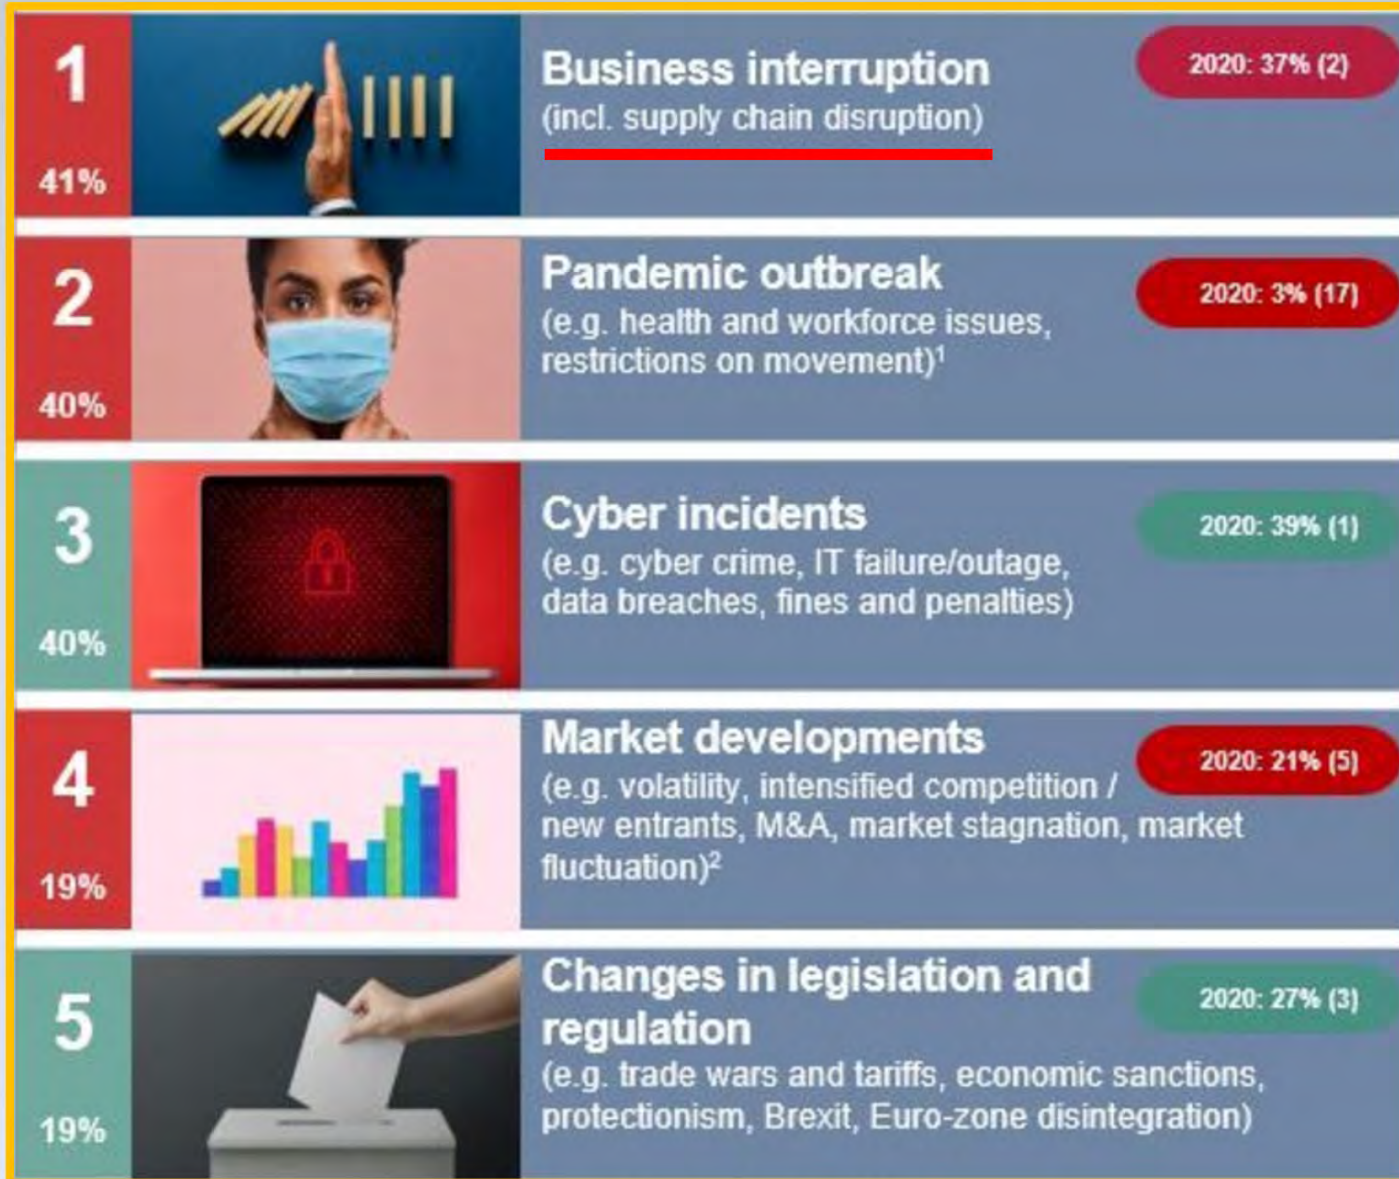 1
41%
Business interruption
(incl. supply chain disruption)
2020: 37% (2)
2
40%
Pandemic outbreak
(e.g. health and workforce issues,
restrictions on movement)¹
2020: 3% (17)
3
40%
Cyber incidents
(e.g. cyber crime, IT failure/outage,
data breaches, fines and penalties)
2020: 39% (1)
4
19%
Market developments
(e.g. volatility, intensified competition /
new entrants, M&A, market stagnation, market
fluctuation)²
2020: 21% (5)
5
19%
Changes in legislation and
regulation
(e.g. trade wars and tariffs, economic sanctions,
protectionism, Brexit, Euro-zone disintegration)
2020: 27% (3)